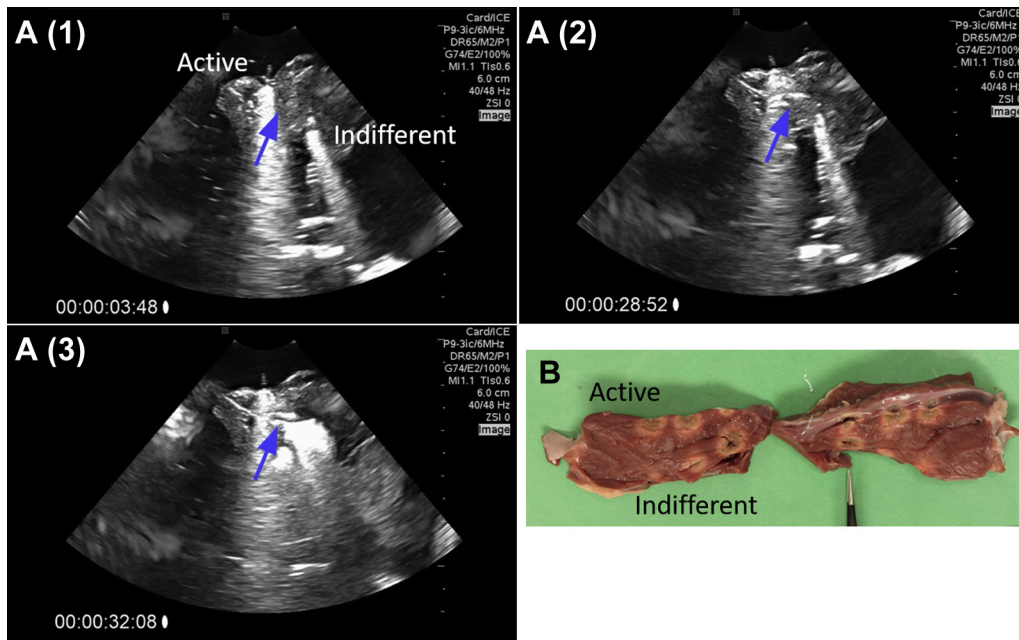 A (1)
Active
Indifferent
Card/ICE
P9-3ic/6MHz
DR65/M2/P1
G74/E2/100%
MI1.1 TIs0.6
6.0 cm
40/48 Hz
ZSI 0
Image
00:00:03:48
A (2)
Card/ICE
P9-3ic/6MHz
DR65/M2/P1
G74/E2/100%
MI1.1 TIs0.6
6.0 cm
40/48 Hz
ZSI 0
Image
00:00:28:52
A (3)
Card/ICE
P9-3ic/6MHz
DR65/M2/P1
G74/E2/100%
MI1.1 TIs0.6
6.0 cm
40/48 Hz
ZSI 0
Image
00:00:32:08
B
Active
Indifferent